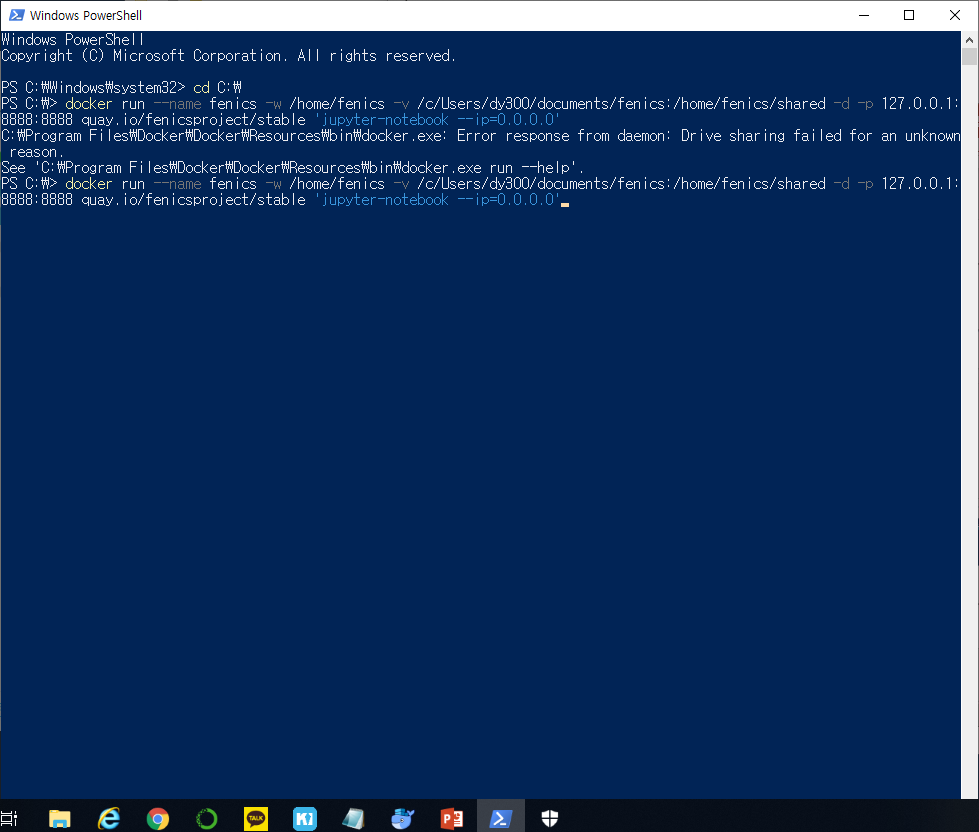 Windows PowerShell
Windows PowerShell
Copyright (C) Microsoft Corporation. All rights reserved.
PS C:₩Windows₩system32> cd C:₩
PS C:₩> docker run --name fenics -w /home/fenics -v /c/Users/dy300/documents/fenics:/home/fenics/shared -d -p 127.0.0.1:
8888:8888 quay.io/fenicsproject/stable 'jupyter-notebook --ip=0.0.0.0'
C:₩Program Files₩Docker₩Docker₩Resources₩bin₩docker.exe: Error response from daemon: Drive sharing failed for an unknown
reason.
See 'C:₩Program Files₩Docker₩Docker₩Resources₩bin₩docker.exe run --help'.
PS C:₩> docker run --name fenics -w /home/fenics -v /c/Users/dy300/documents/fenics:/home/fenics/shared -d -p 127.0.0.1:
8888:8888 quay.io/fenicsproject/stable 'jupyter-notebook --ip=0.0.0.0'
TALK